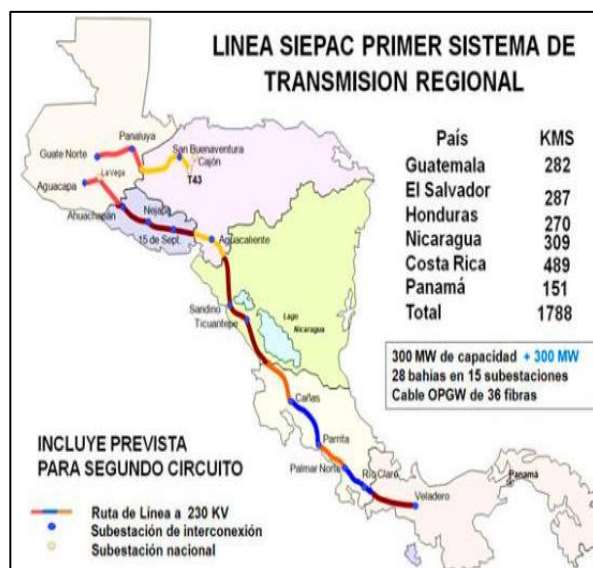 LINEA SIEPAC PRIMER SISTEMA DE
TRANSMISION REGIONAL
País KMS
Guatemala 282
El Salvador 287
Honduras 270
Nicaragua 309
Costa Rica 489
Panamá 151
Total 1788
300 MW de capacidad + 300 MW
28 bahias en 15 subestaciones
Cable OPGW de 36 fibras
Panaluya
Guate Norte
San Buenaventura
Cajón
T43
La Vega
Aguacapa
Ahuachapan
Nejapa
15 de Sept.
Aguacaliente
Sandino
Ticuantepe
Lago
Nicaragua
Cañas
Parrita
Palmar Norte
Río Claro
Veladero
Panamá
INCLUYE PREVISTA
PARA SEGUNDO CIRCUITO
Ruta de Línea a 230 KV
Subestación de interconexión
Subestación nacional